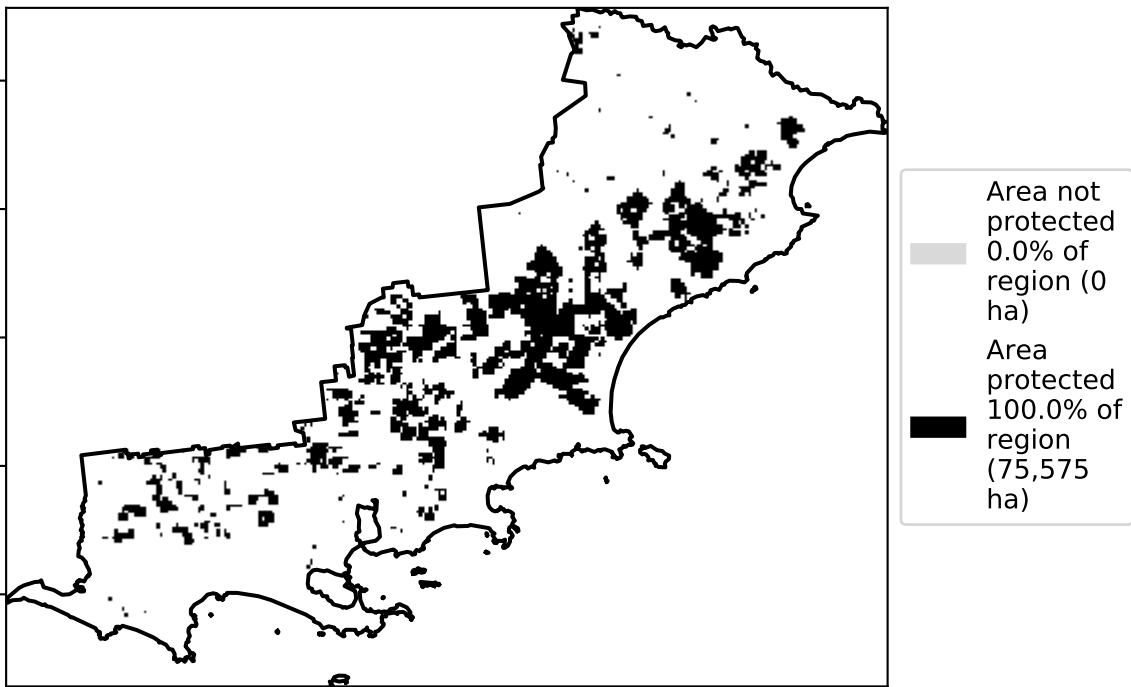 Area not
protected
0.0% of
region (0
ha)
Area
protected
100.0% of
region
(75,575
ha)